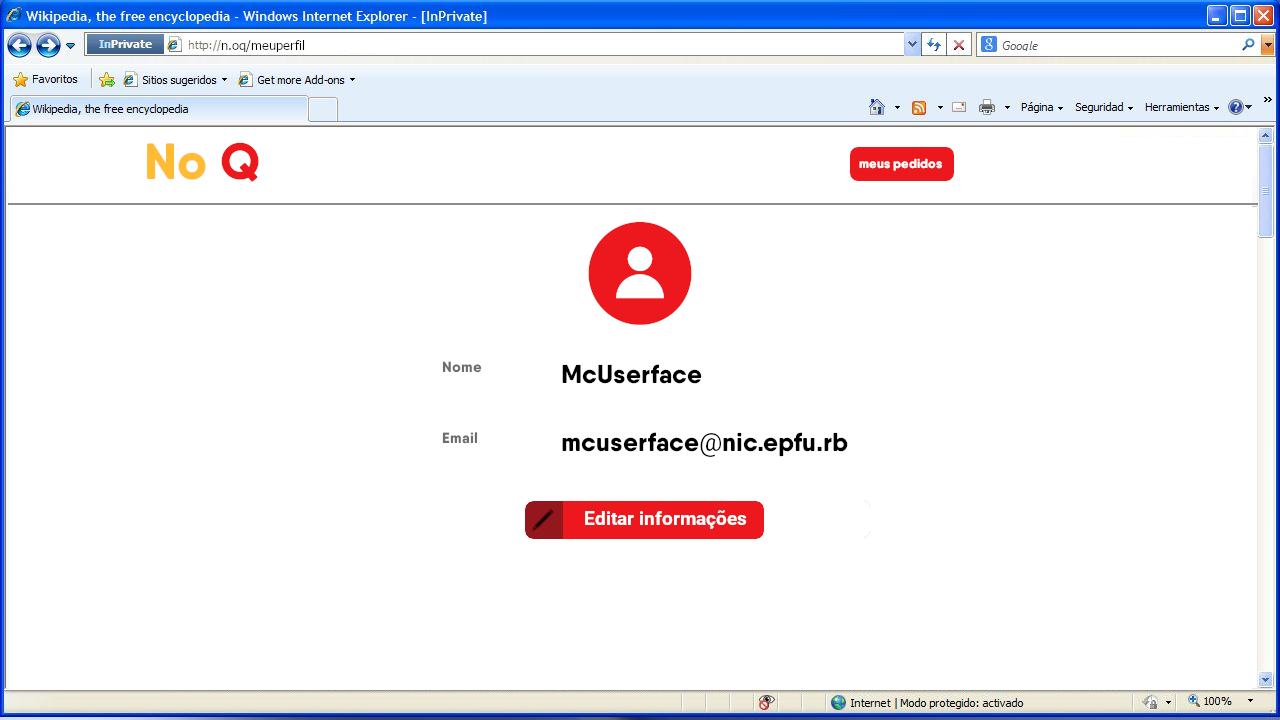 Wikipedia, the free encyclopedia - Windows Internet Explorer - [InPrivate]
InPrivate http://n.oq/meuperfil Google
Favoritos Sitios sugeridos Get more Add-ons
Wikipedia, the free encyclopedia Página Seguridad Herramientas
No Q meus pedidos
Nome McUserface
Email mcuserface@nic.epfu.rb
Editar informações
Internet | Modo protegido: activado 100%